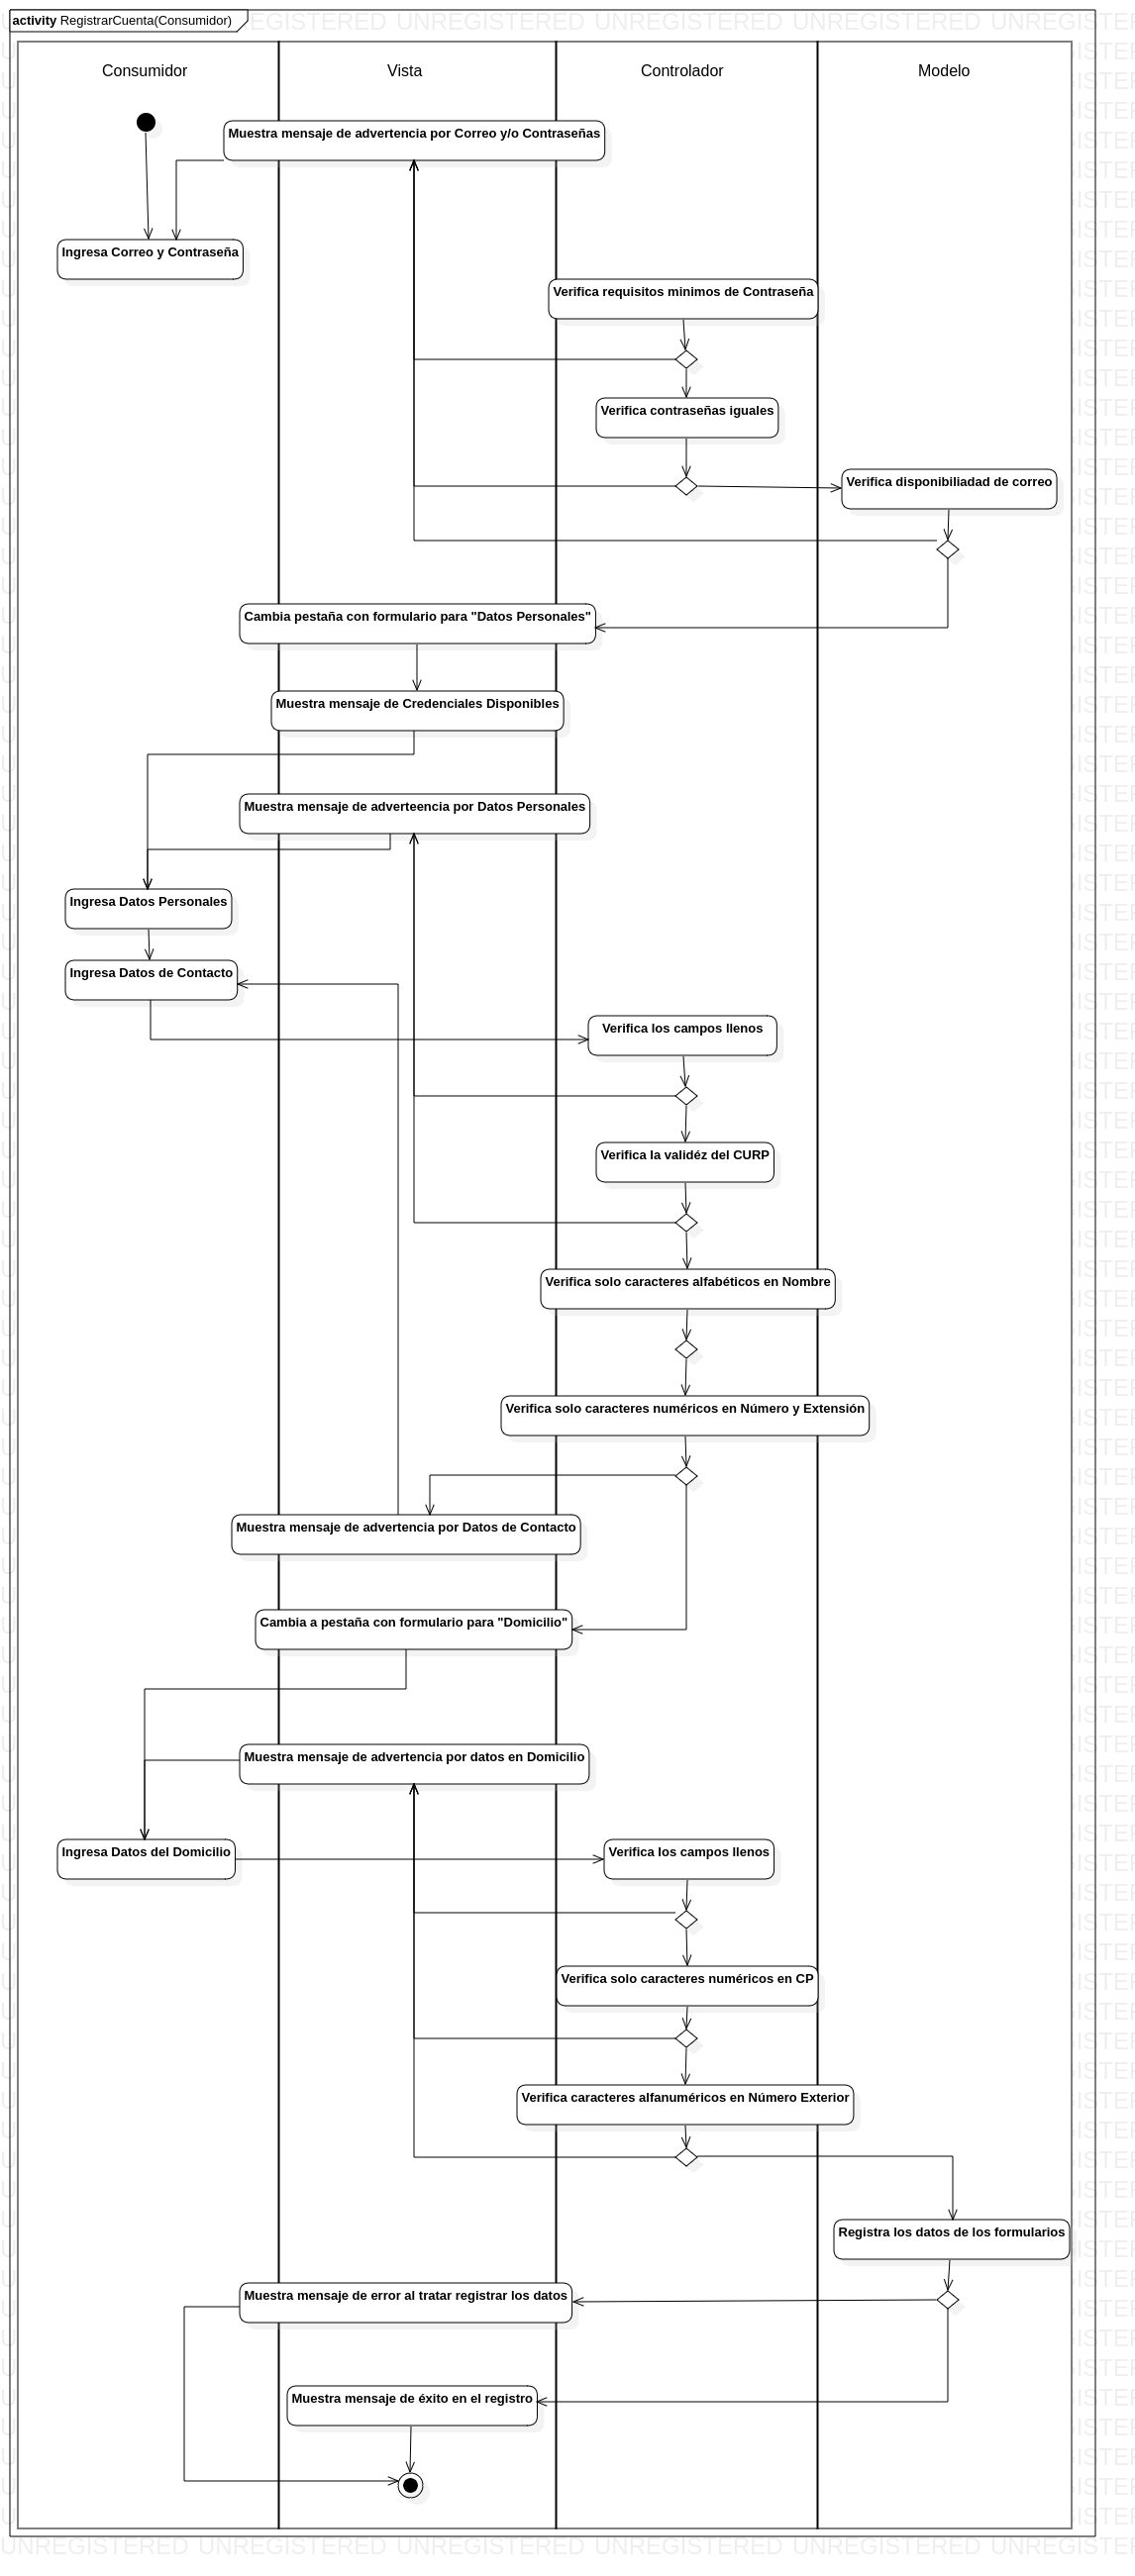 activity RegistrarCuenta(Consumidor)
UNREGISTERED UNREGISTERED UNREGISTERED UNREGISTERED UNREGISTERED
Consumidor
Vista
Controlador
Modelo
Muestra mensaje de advertencia por Correo y/o Contraseñas
Ingresa Correo y Contraseña
Verifica requisitos minimos de Contraseña
Verifica contraseñas iguales
Verifica disponibiliadad de correo
Cambia pestaña con formulario para "Datos Personales"
Muestra mensaje de Credenciales Disponibles
Muestra mensaje de adverteencia por Datos Personales
Ingresa Datos Personales
Ingresa Datos de Contacto
Verifica los campos llenos
Verifica la validéz del CURP
Verifica solo caracteres alfabéticos en Nombre
Verifica solo caracteres numéricos en Número y Extensión
Muestra mensaje de advertencia por Datos de Contacto
Cambia a pestaña con formulario para "Domicilio"
Muestra mensaje de advertencia por datos en Domicilio
Ingresa Datos del Domicilio
Verifica los campos llenos
Verifica solo caracteres numéricos en CP
Verifica caracteres alfanuméricos en Número Exterior
Registra los datos de los formularios
Muestra mensaje de error al tratar registrar los datos
Muestra mensaje de éxito en el registro
UNREGISTERED UNREGISTERED UNREGISTERED UNREGISTERED UNREGISTERED